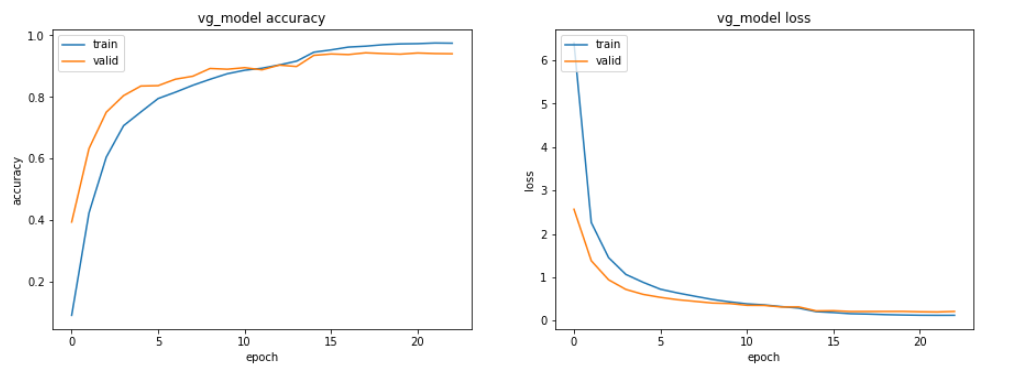 vg_model accuracy
1.0
0.8
0.6
0.4
0.2
accuracy
train
valid
0 5 10 15 20
epoch
vg_model loss
6
5
4
3
2
1
0
loss
train
valid
0 5 10 15 20
epoch